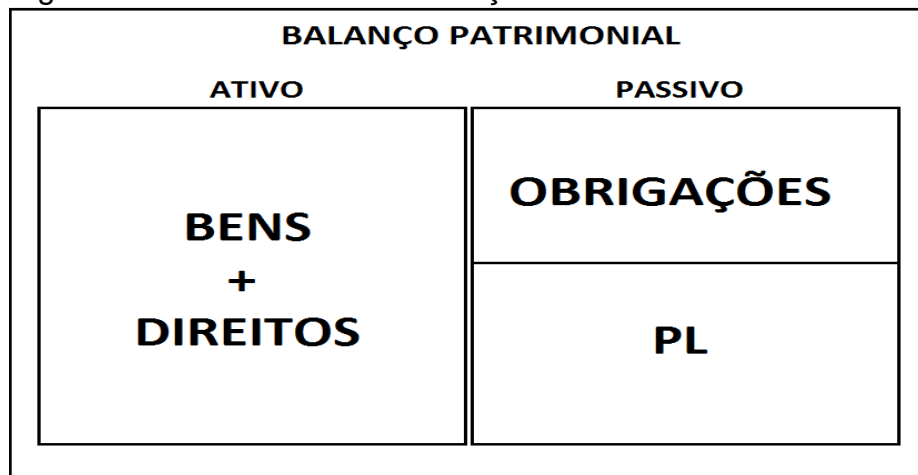 BALANÇO PATRIMONIAL
ATIVO
PASSIVO
BENS
+
DIREITOS
OBRIGAÇÕES
PL